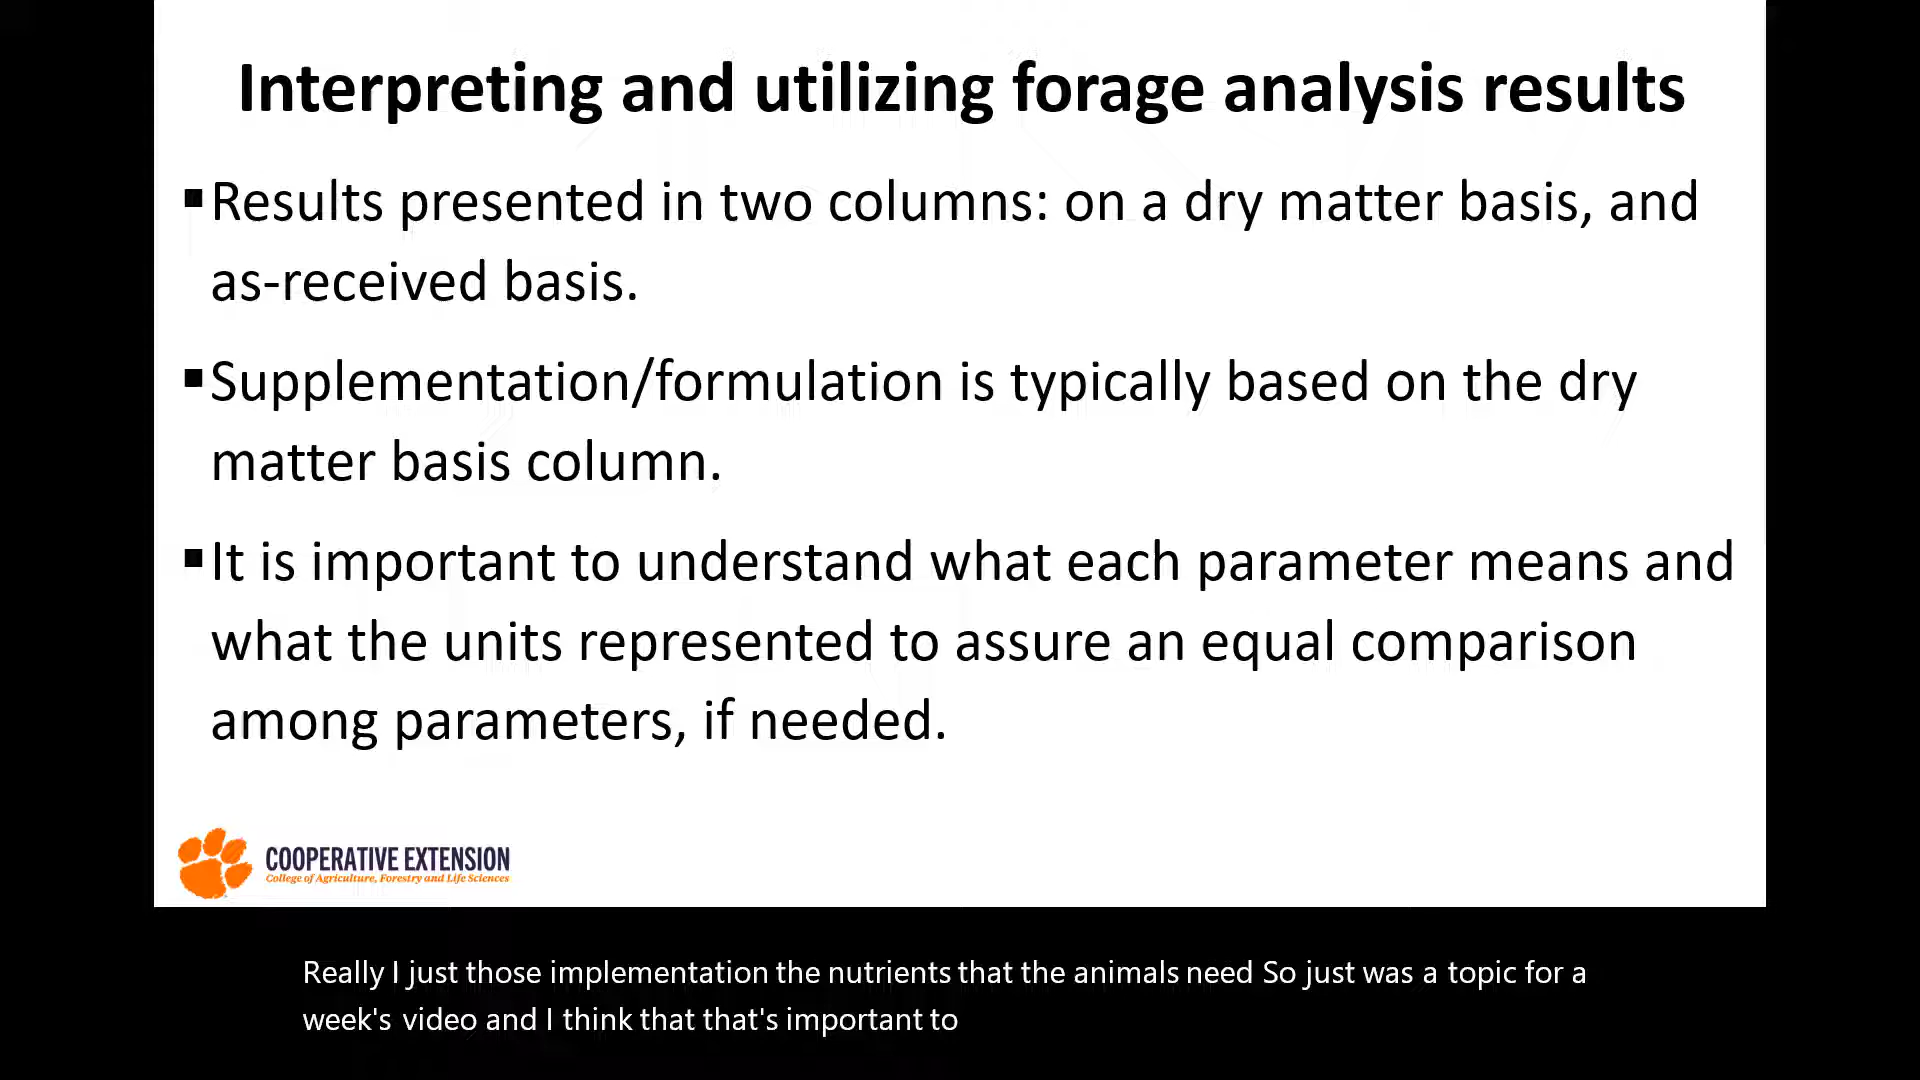 Interpreting and utilizing forage analysis results
▪Results presented in two columns: on a dry matter basis, and
as-received basis.
▪Supplementation/formulation is typically based on the dry
matter basis column.
▪It is important to understand what each parameter means and
what the units represented to assure an equal comparison
among parameters, if needed.
COOPERATIVE EXTENSION
College of Agriculture, Forestry and Life Sciences
Really I just those implementation the nutrients that the animals need So just was a topic for a
week's video and I think that that's important to